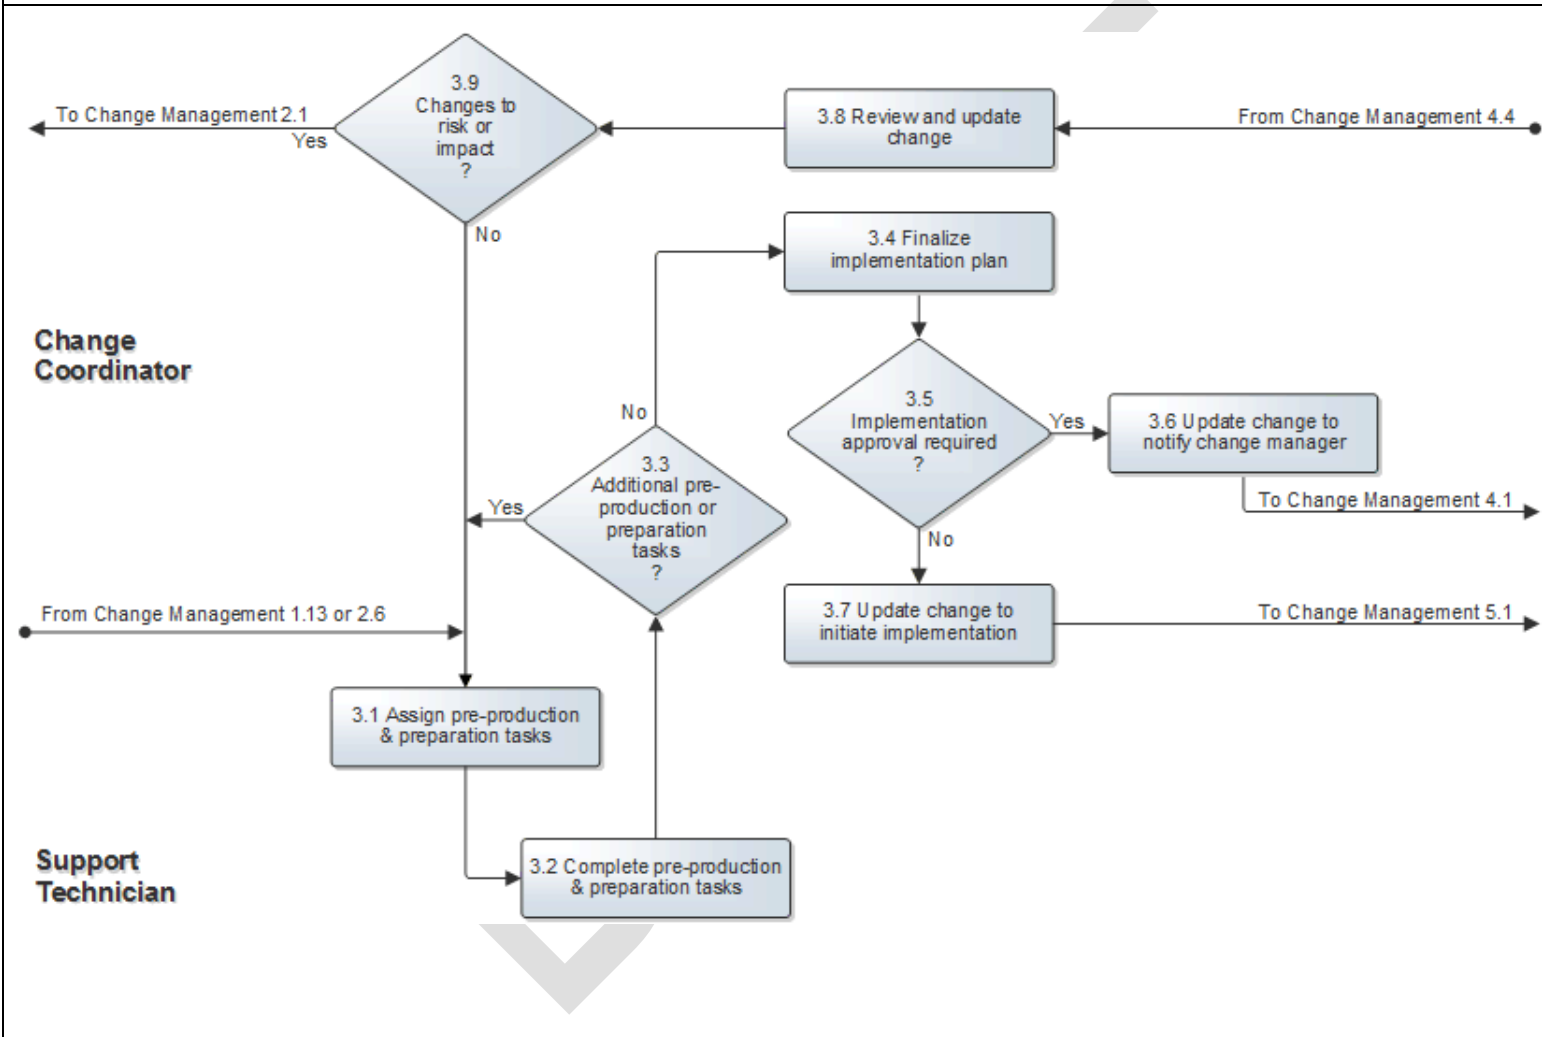 3.9
Changes to
risk or
impact
?
To Change Management 2.1
Yes
3.8 Review and update
change
From Change Management 4.4
No
3.4 Finalize
implementation plan
Change
Coordinator
No
3.5
Implementation
approval required
?
Yes
3.6 Update change to
notify change manager
3.3
Additional pre-
production or
preparation
tasks
?
Yes
To Change Management 4.1
No
From Change Management 1.13 or 2.6
3.7 Update change to
initiate implementation
To Change Management 5.1
3.1 Assign pre-production
& preparation tasks
Support
Technician
3.2 Complete pre-production
& preparation tasks